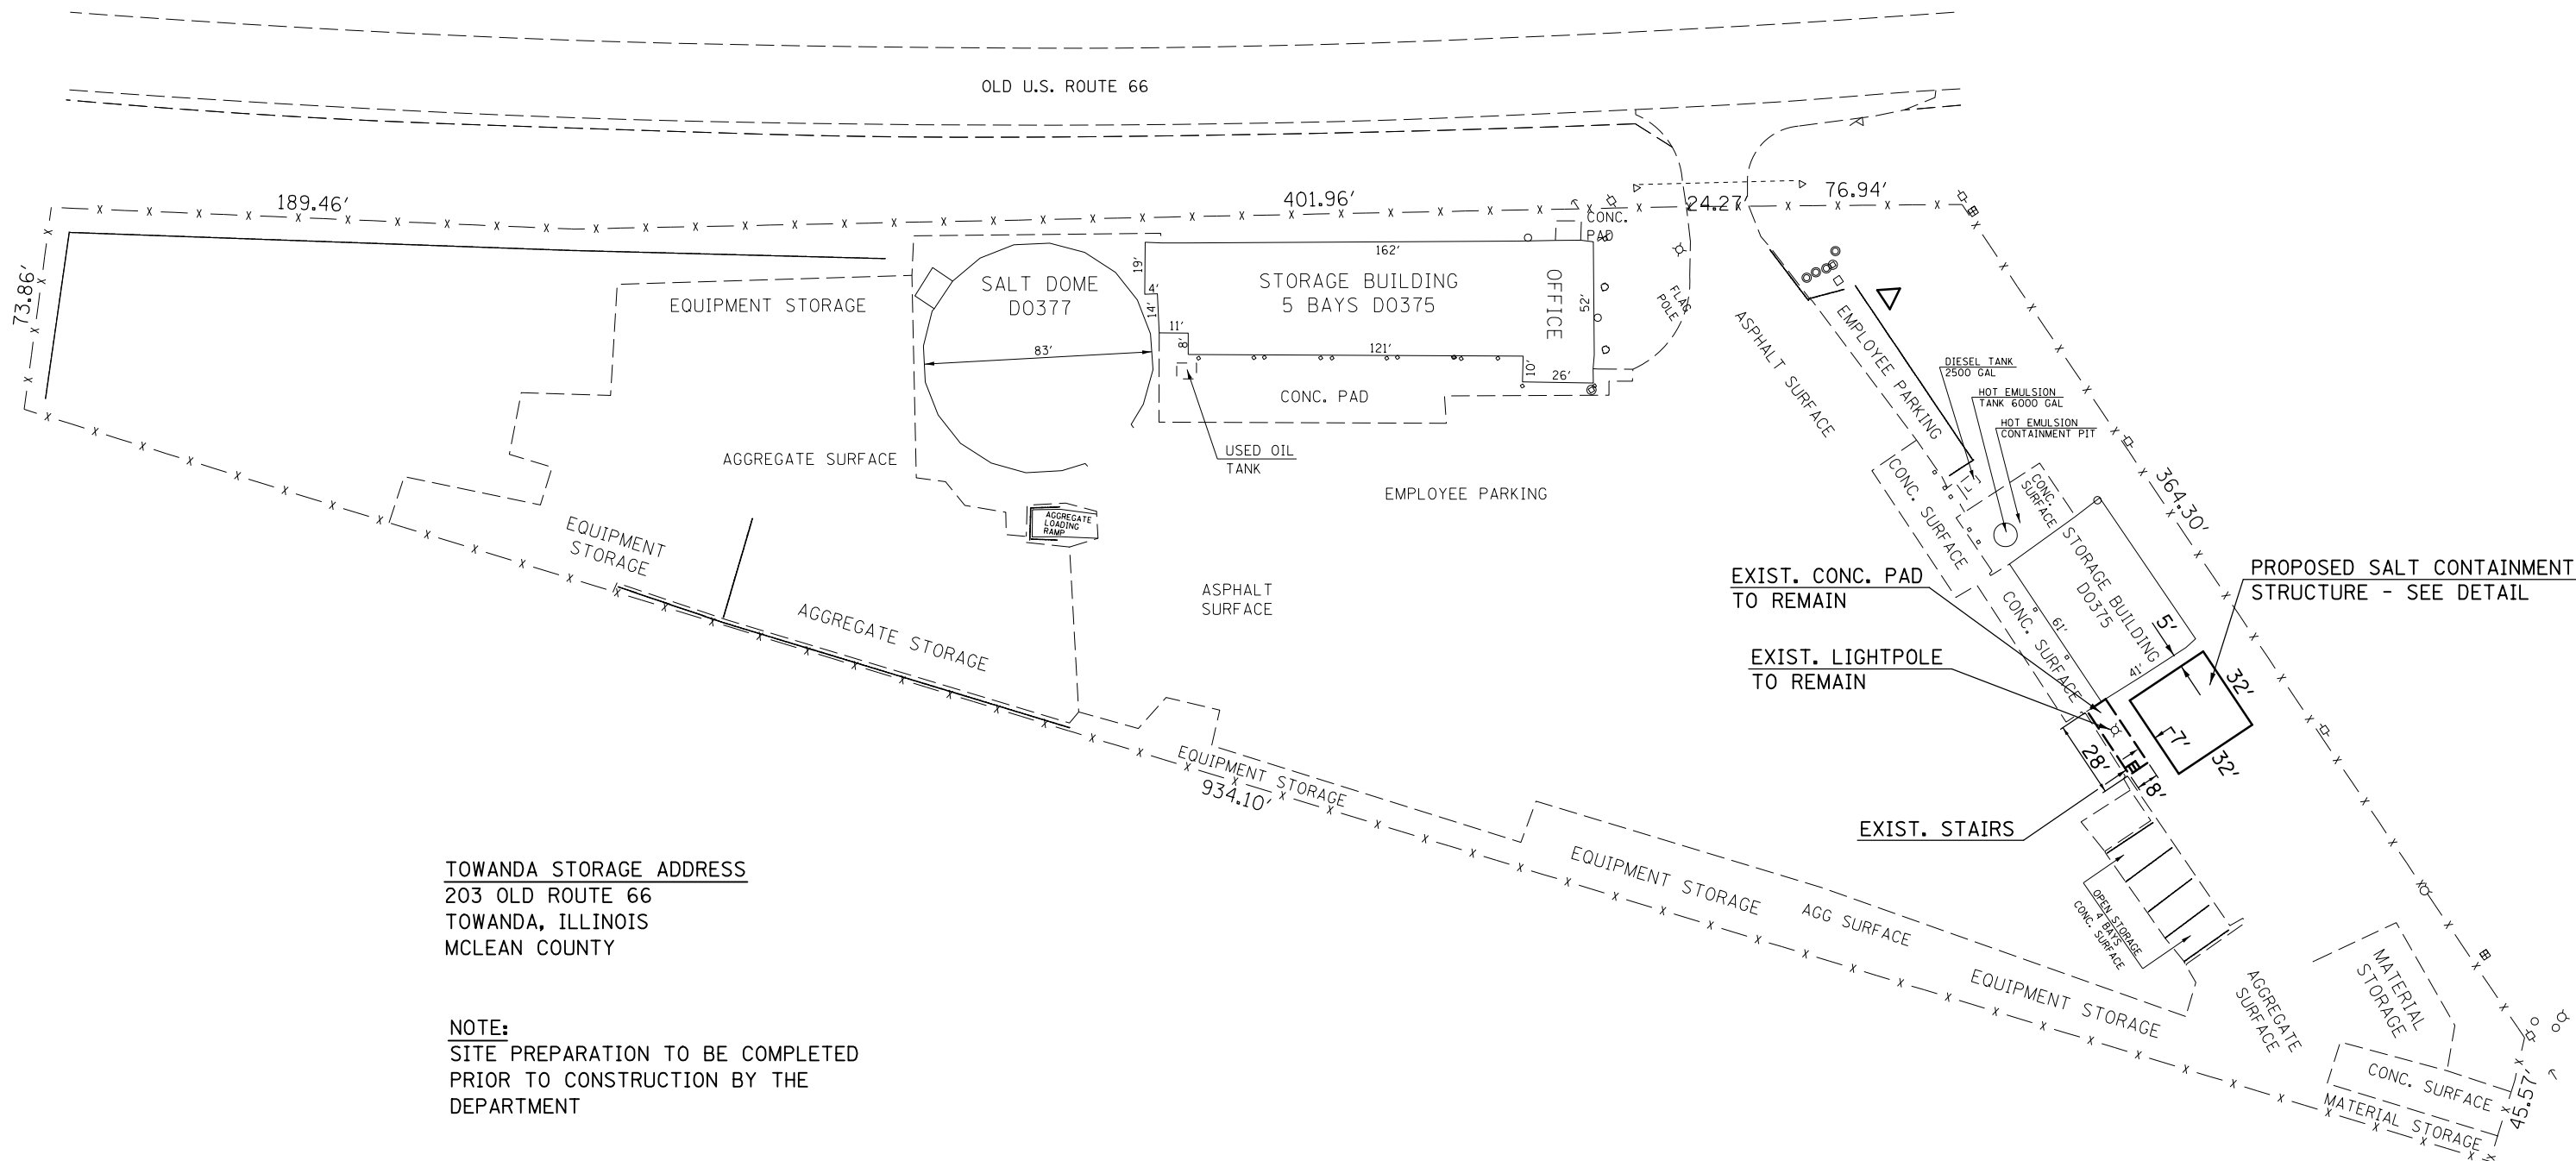 OLD U.S. ROUTE 66
189.46'
401.96'
24.27'
76.94'
73.86'
CONC.
PAD
162'
19'
4'
14'
11'
8'
121'
10'
26'
52'
SALT DOME
D0377
83'
STORAGE BUILDING
5 BAYS D0375
OFFICE
FLAG
POLE
EQUIPMENT STORAGE
CONC. PAD
USED OIL
TANK
AGGREGATE SURFACE
EMPLOYEE PARKING
ASPHALT SURFACE
EMPLOYEE PARKING
DIESEL TANK
2500 GAL
HOT EMULSION
TANK 6000 GAL
HOT EMULSION
CONTAINMENT PIT
CONC. SURFACE
CONC.
SURFACE
364.30'
AGGREGATE
LOADING
RAMP
EQUIPMENT
STORAGE
ASPHALT
SURFACE
AGGREGATE STORAGE
STORAGE BUILDING
D0375
61'
41'
5'
CONC. SURFACE
EXIST. CONC. PAD
TO REMAIN
PROPOSED SALT CONTAINMENT
STRUCTURE - SEE DETAIL
EXIST. LIGHTPOLE
TO REMAIN
32'
7'
32'
28'
8'
EXIST. STAIRS
EQUIPMENT STORAGE
934.10'
EQUIPMENT STORAGE
AGG SURFACE
EQUIPMENT STORAGE
OPEN STORAGE
4 BAYS
CONC. SURFACE
AGGREGATE
SURFACE
MATERIAL
STORAGE
CONC. SURFACE
MATERIAL STORAGE
45.57'
TOWANDA STORAGE ADDRESS
203 OLD ROUTE 66
TOWANDA, ILLINOIS
MCLEAN COUNTY
NOTE:
SITE PREPARATION TO BE COMPLETED
PRIOR TO CONSTRUCTION BY THE
DEPARTMENT